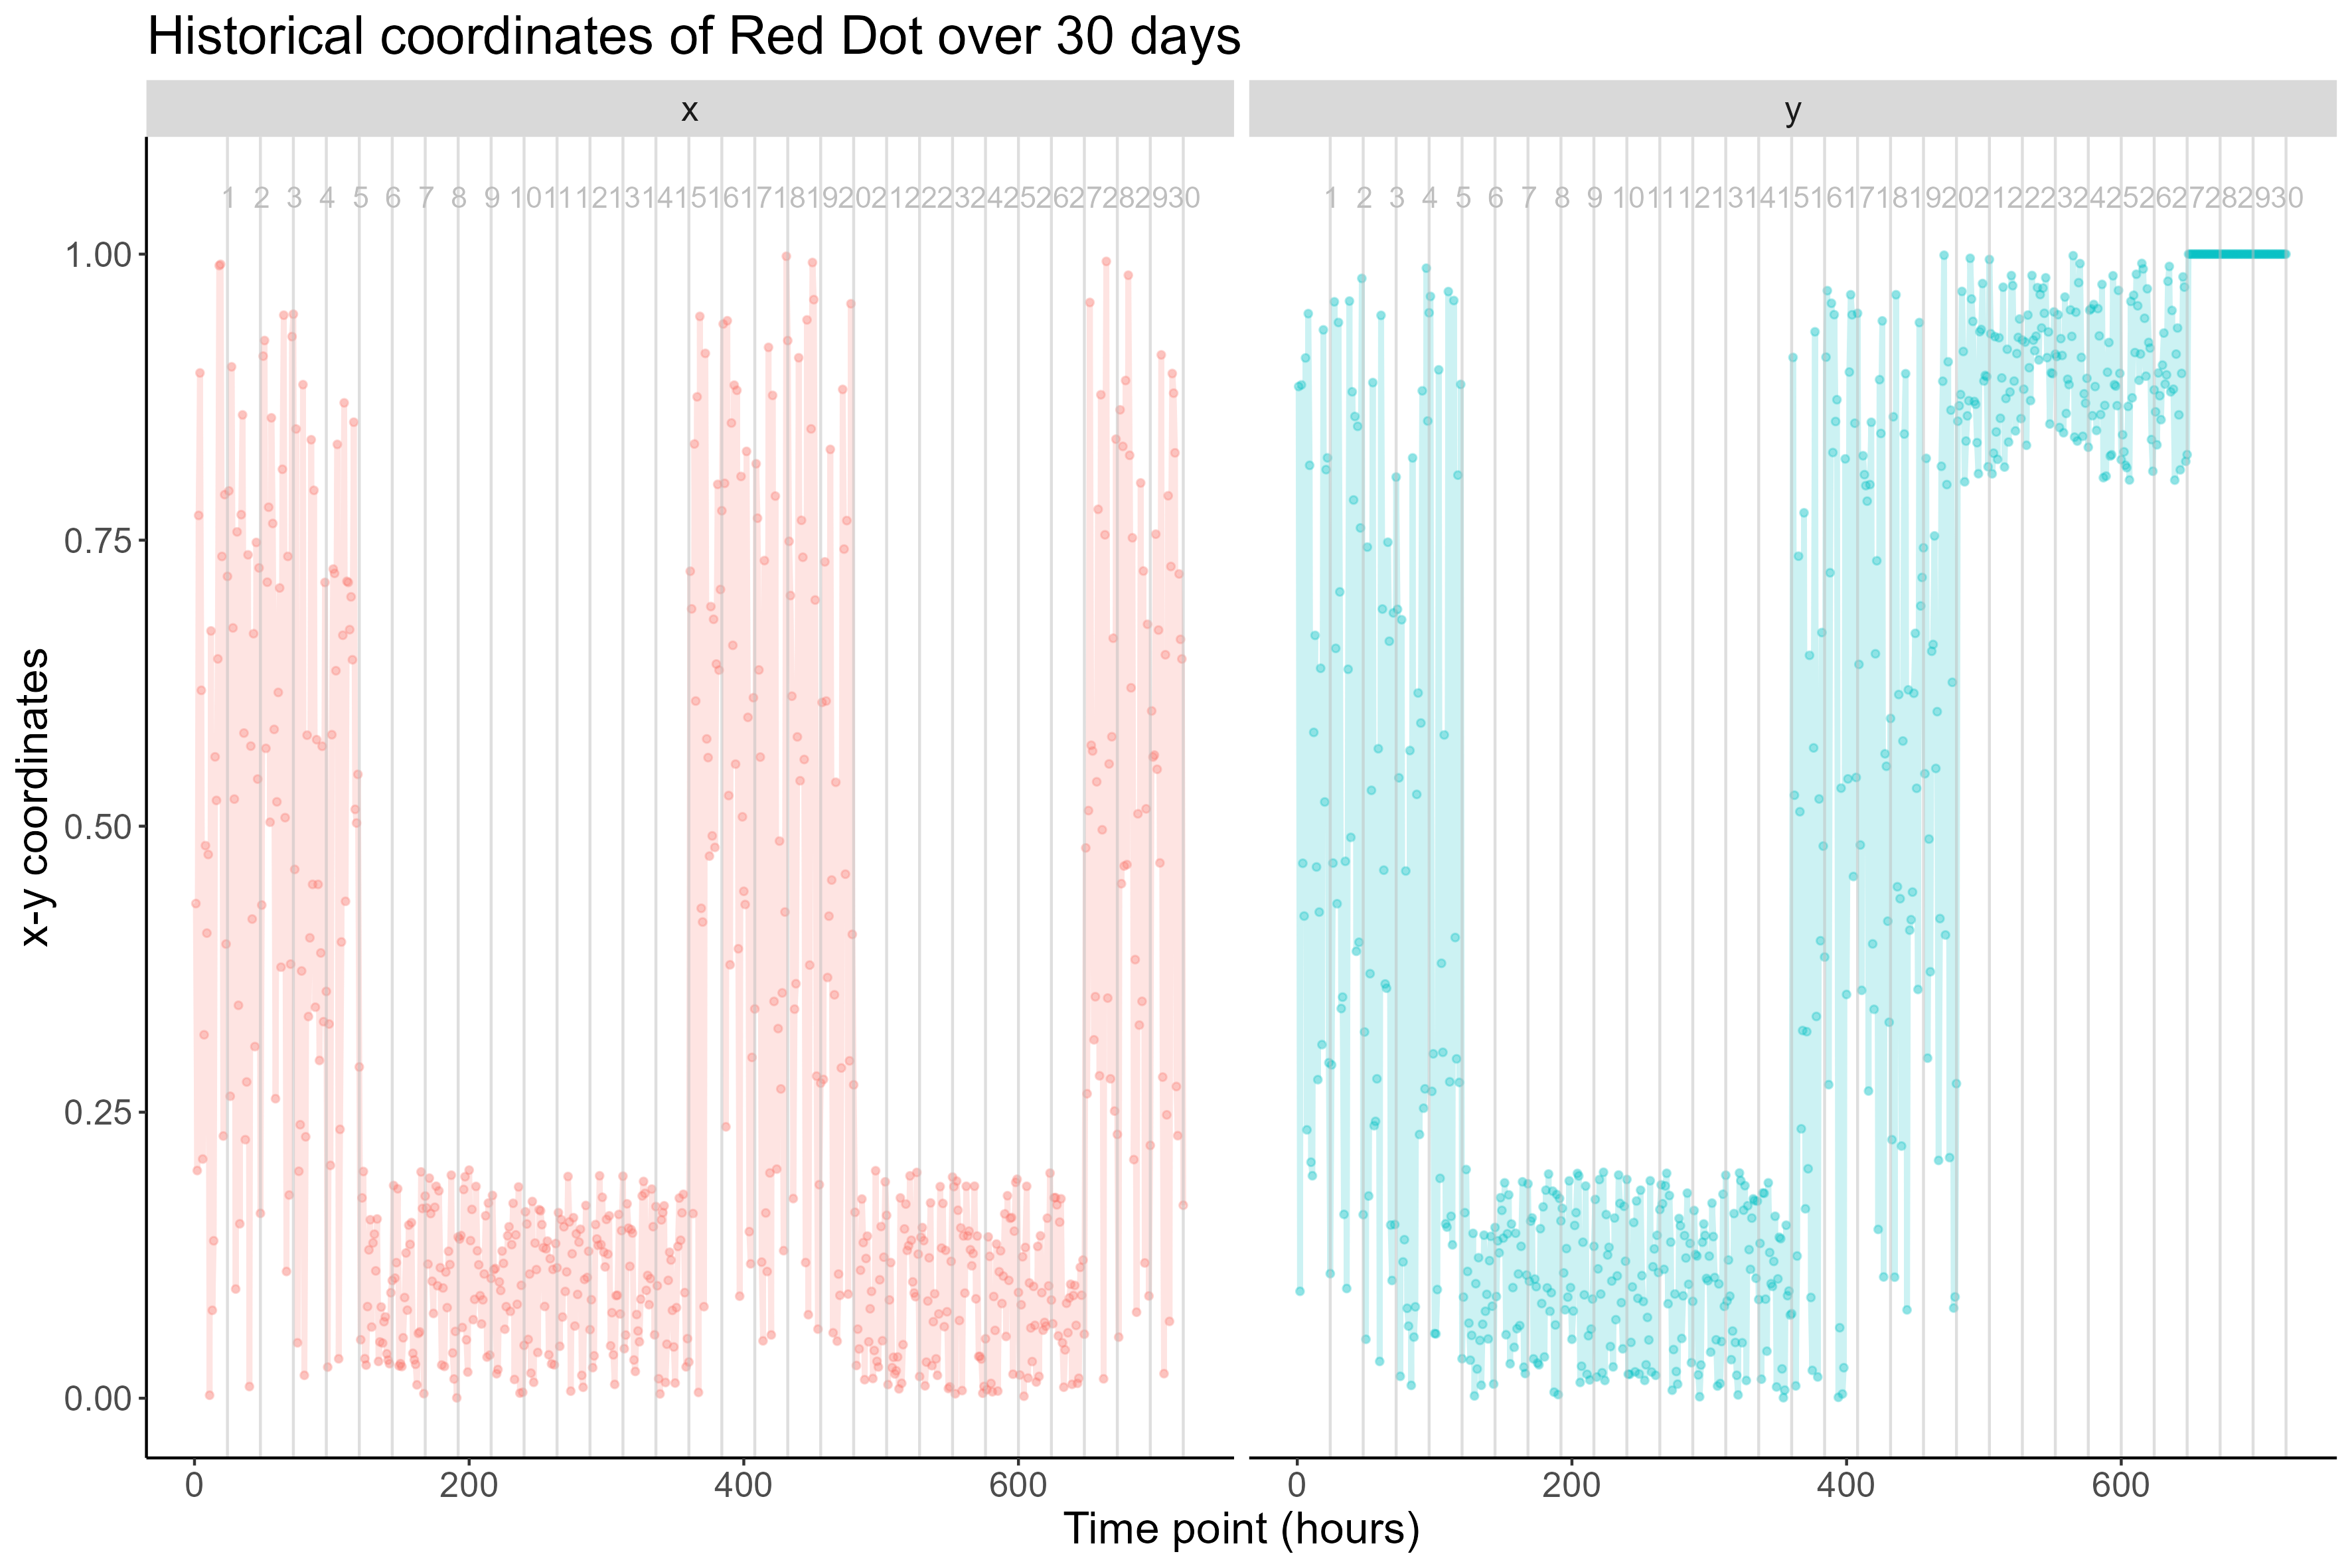 Historical coordinates of Red Dot over 30 days
x
y
1 2 3 4 5 6 7 8 9 10 11 12 13 14 15 16 17 18 19 20 21 22 23 24 25 26 27 28 29 30
1 2 3 4 5 6 7 8 9 10 11 12 13 14 15 16 17 18 19 20 21 22 23 24 25 26 27 28 29 30
1.00
0.75
0.50
0.25
0.00
x-y coordinates
0 200 400 600
0 200 400 600
Time point (hours)